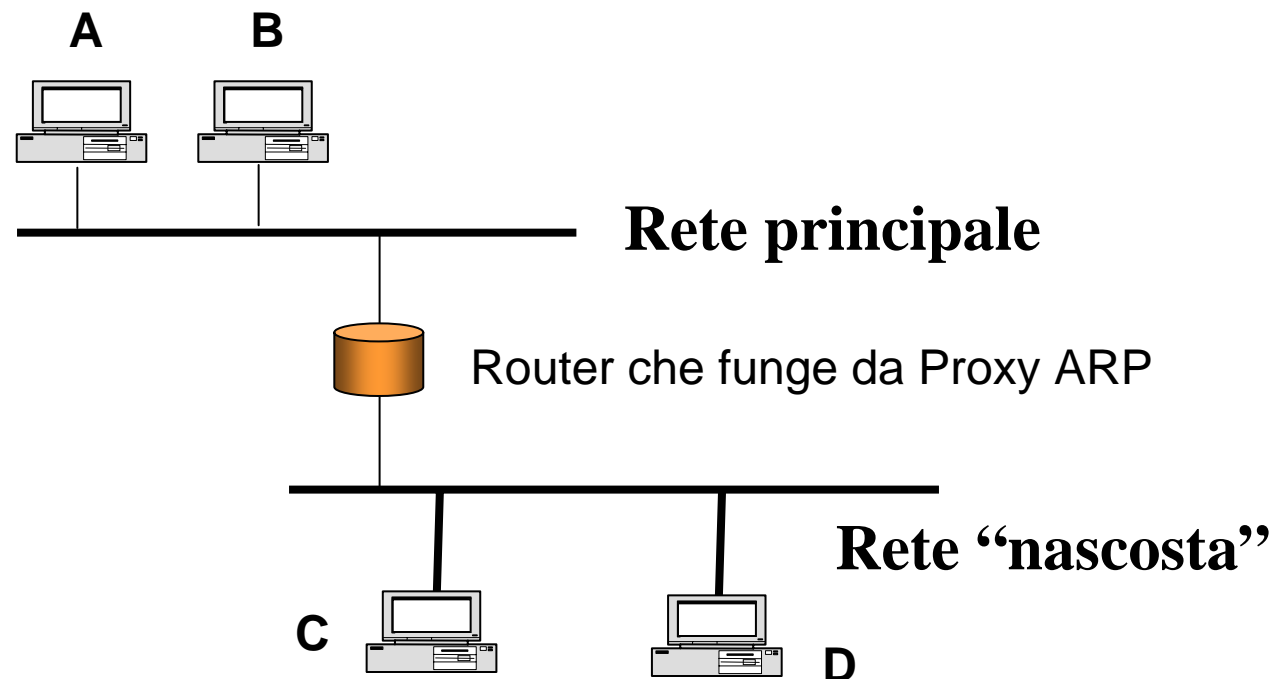 A B
Rete principale
Router che funge da Proxy ARP
Rete “nascosta”
C
D